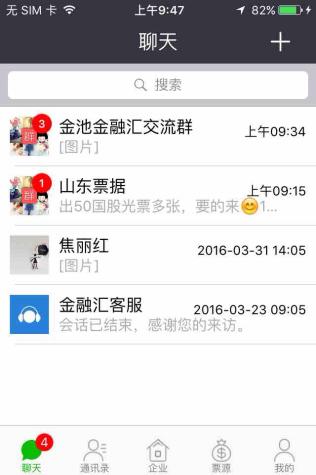 无 SIM 卡 上午9:47 82%
聊天
搜索
3
群
金池金融汇交流群 上午09:34
[图片]
1
群
山东票据 上午09:15
出50国股光票多张，要的来😊1...
焦丽红 2016-03-31 14:05
[图片]
金融汇客服 2016-03-23 09:05
会话已结束，感谢您的来访。
4
聊天 通讯录 企业 票源 我的